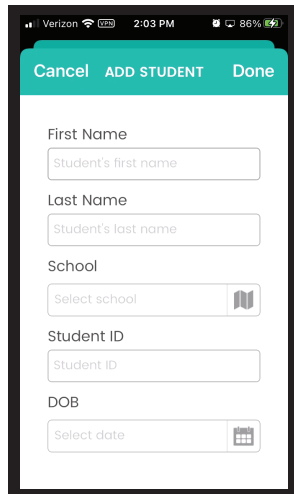 Verizon VPN 2:03 PM 86%
Cancel ADD STUDENT Done
First Name
Student's first name
Last Name
Student's last name
School
Select school
Student ID
Student ID
DOB
Select date